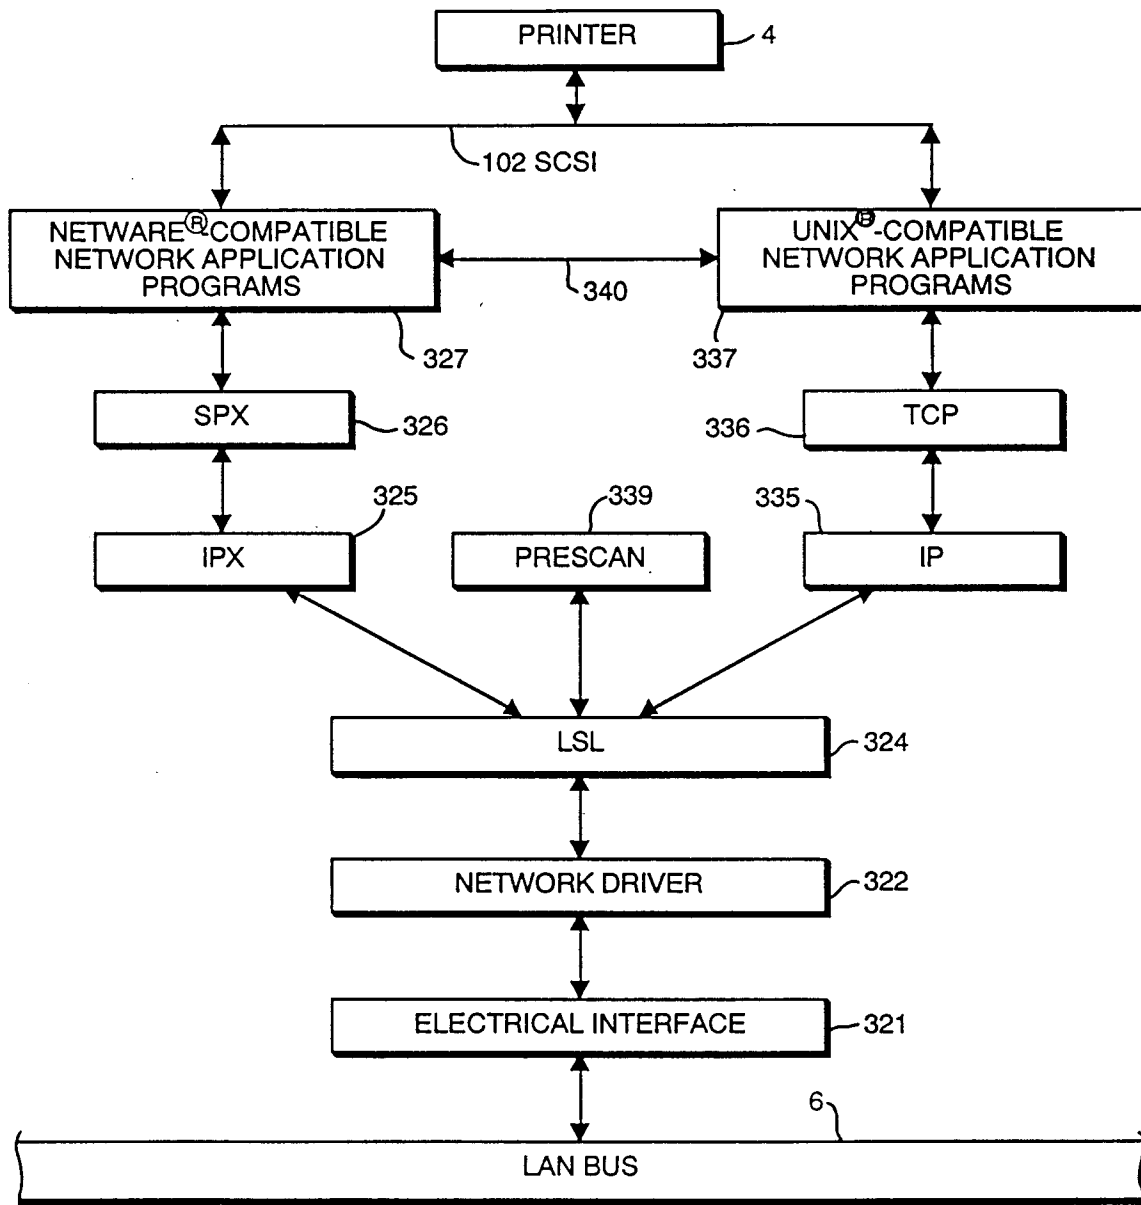 PRINTER
4
102 SCSI
NETWARE®-COMPATIBLE
NETWORK APPLICATION
PROGRAMS
UNIX®-COMPATIBLE
NETWORK APPLICATION
PROGRAMS
340
327
337
SPX
326
336
TCP
325
339
335
IPX
PRESCAN
IP
LSL
324
NETWORK DRIVER
322
ELECTRICAL INTERFACE
321
6
LAN BUS